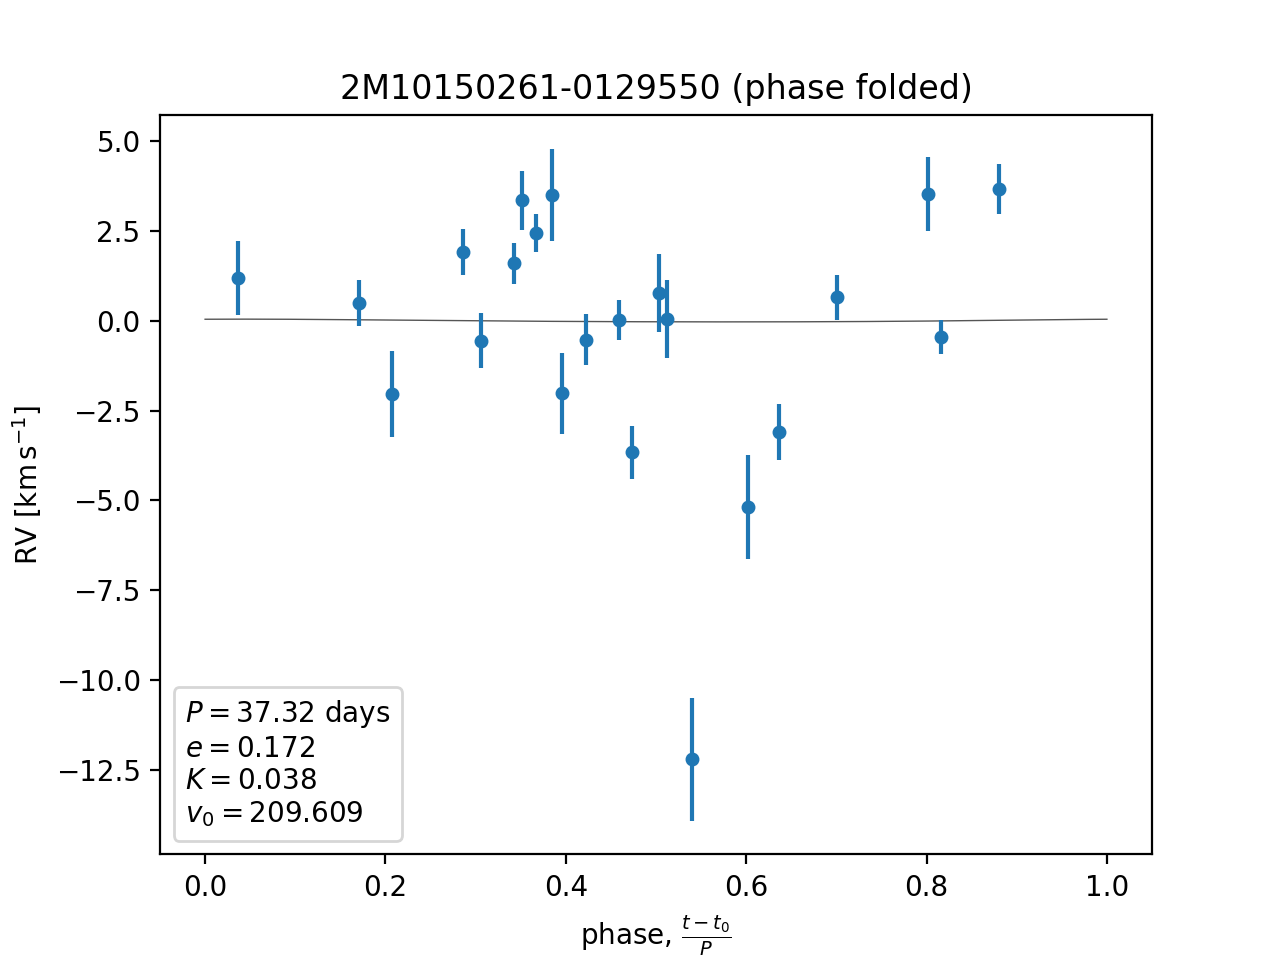 2M10150261-0129550 (phase folded)
5.0
2.5
0.0
−2.5
−5.0
−7.5
−10.0
−12.5
RV [km s⁻¹]
P = 37.32 days
e = 0.172
K = 0.038
v₀ = 209.609
0.0 0.2 0.4 0.6 0.8 1.0
phase, (t − t₀)/P